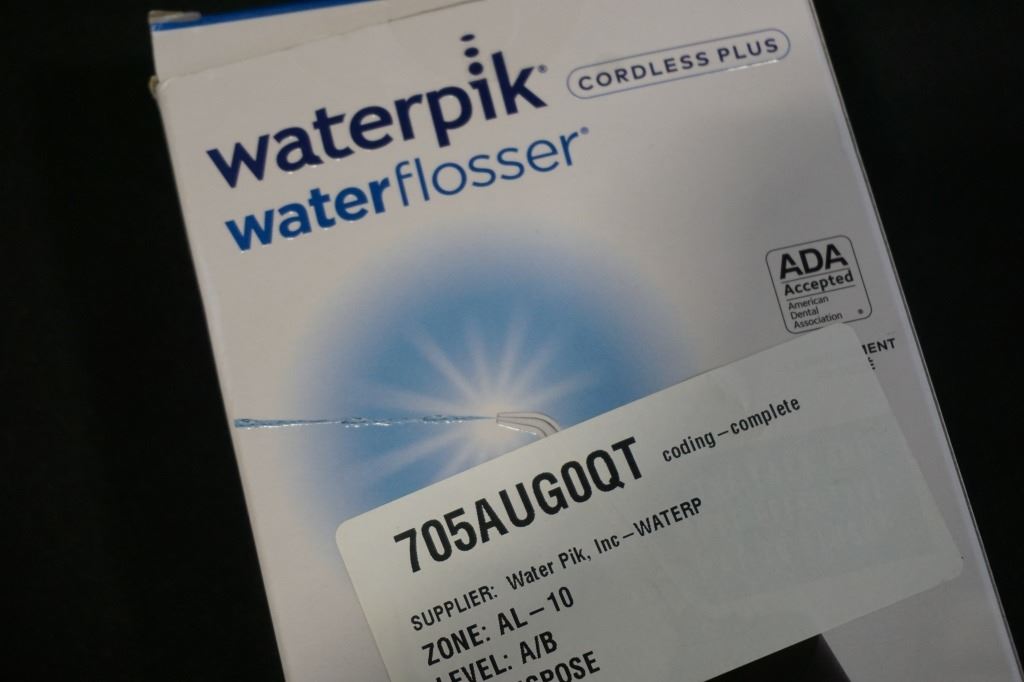 waterpik®
CORDLESS PLUS
waterflosser®
ADA
Accepted
American
Dental
Association ®
705AUG0QT coding-complete
SUPPLIER: Water Pik, Inc-WATERP
ZONE: AL-10
LEVEL: A/B